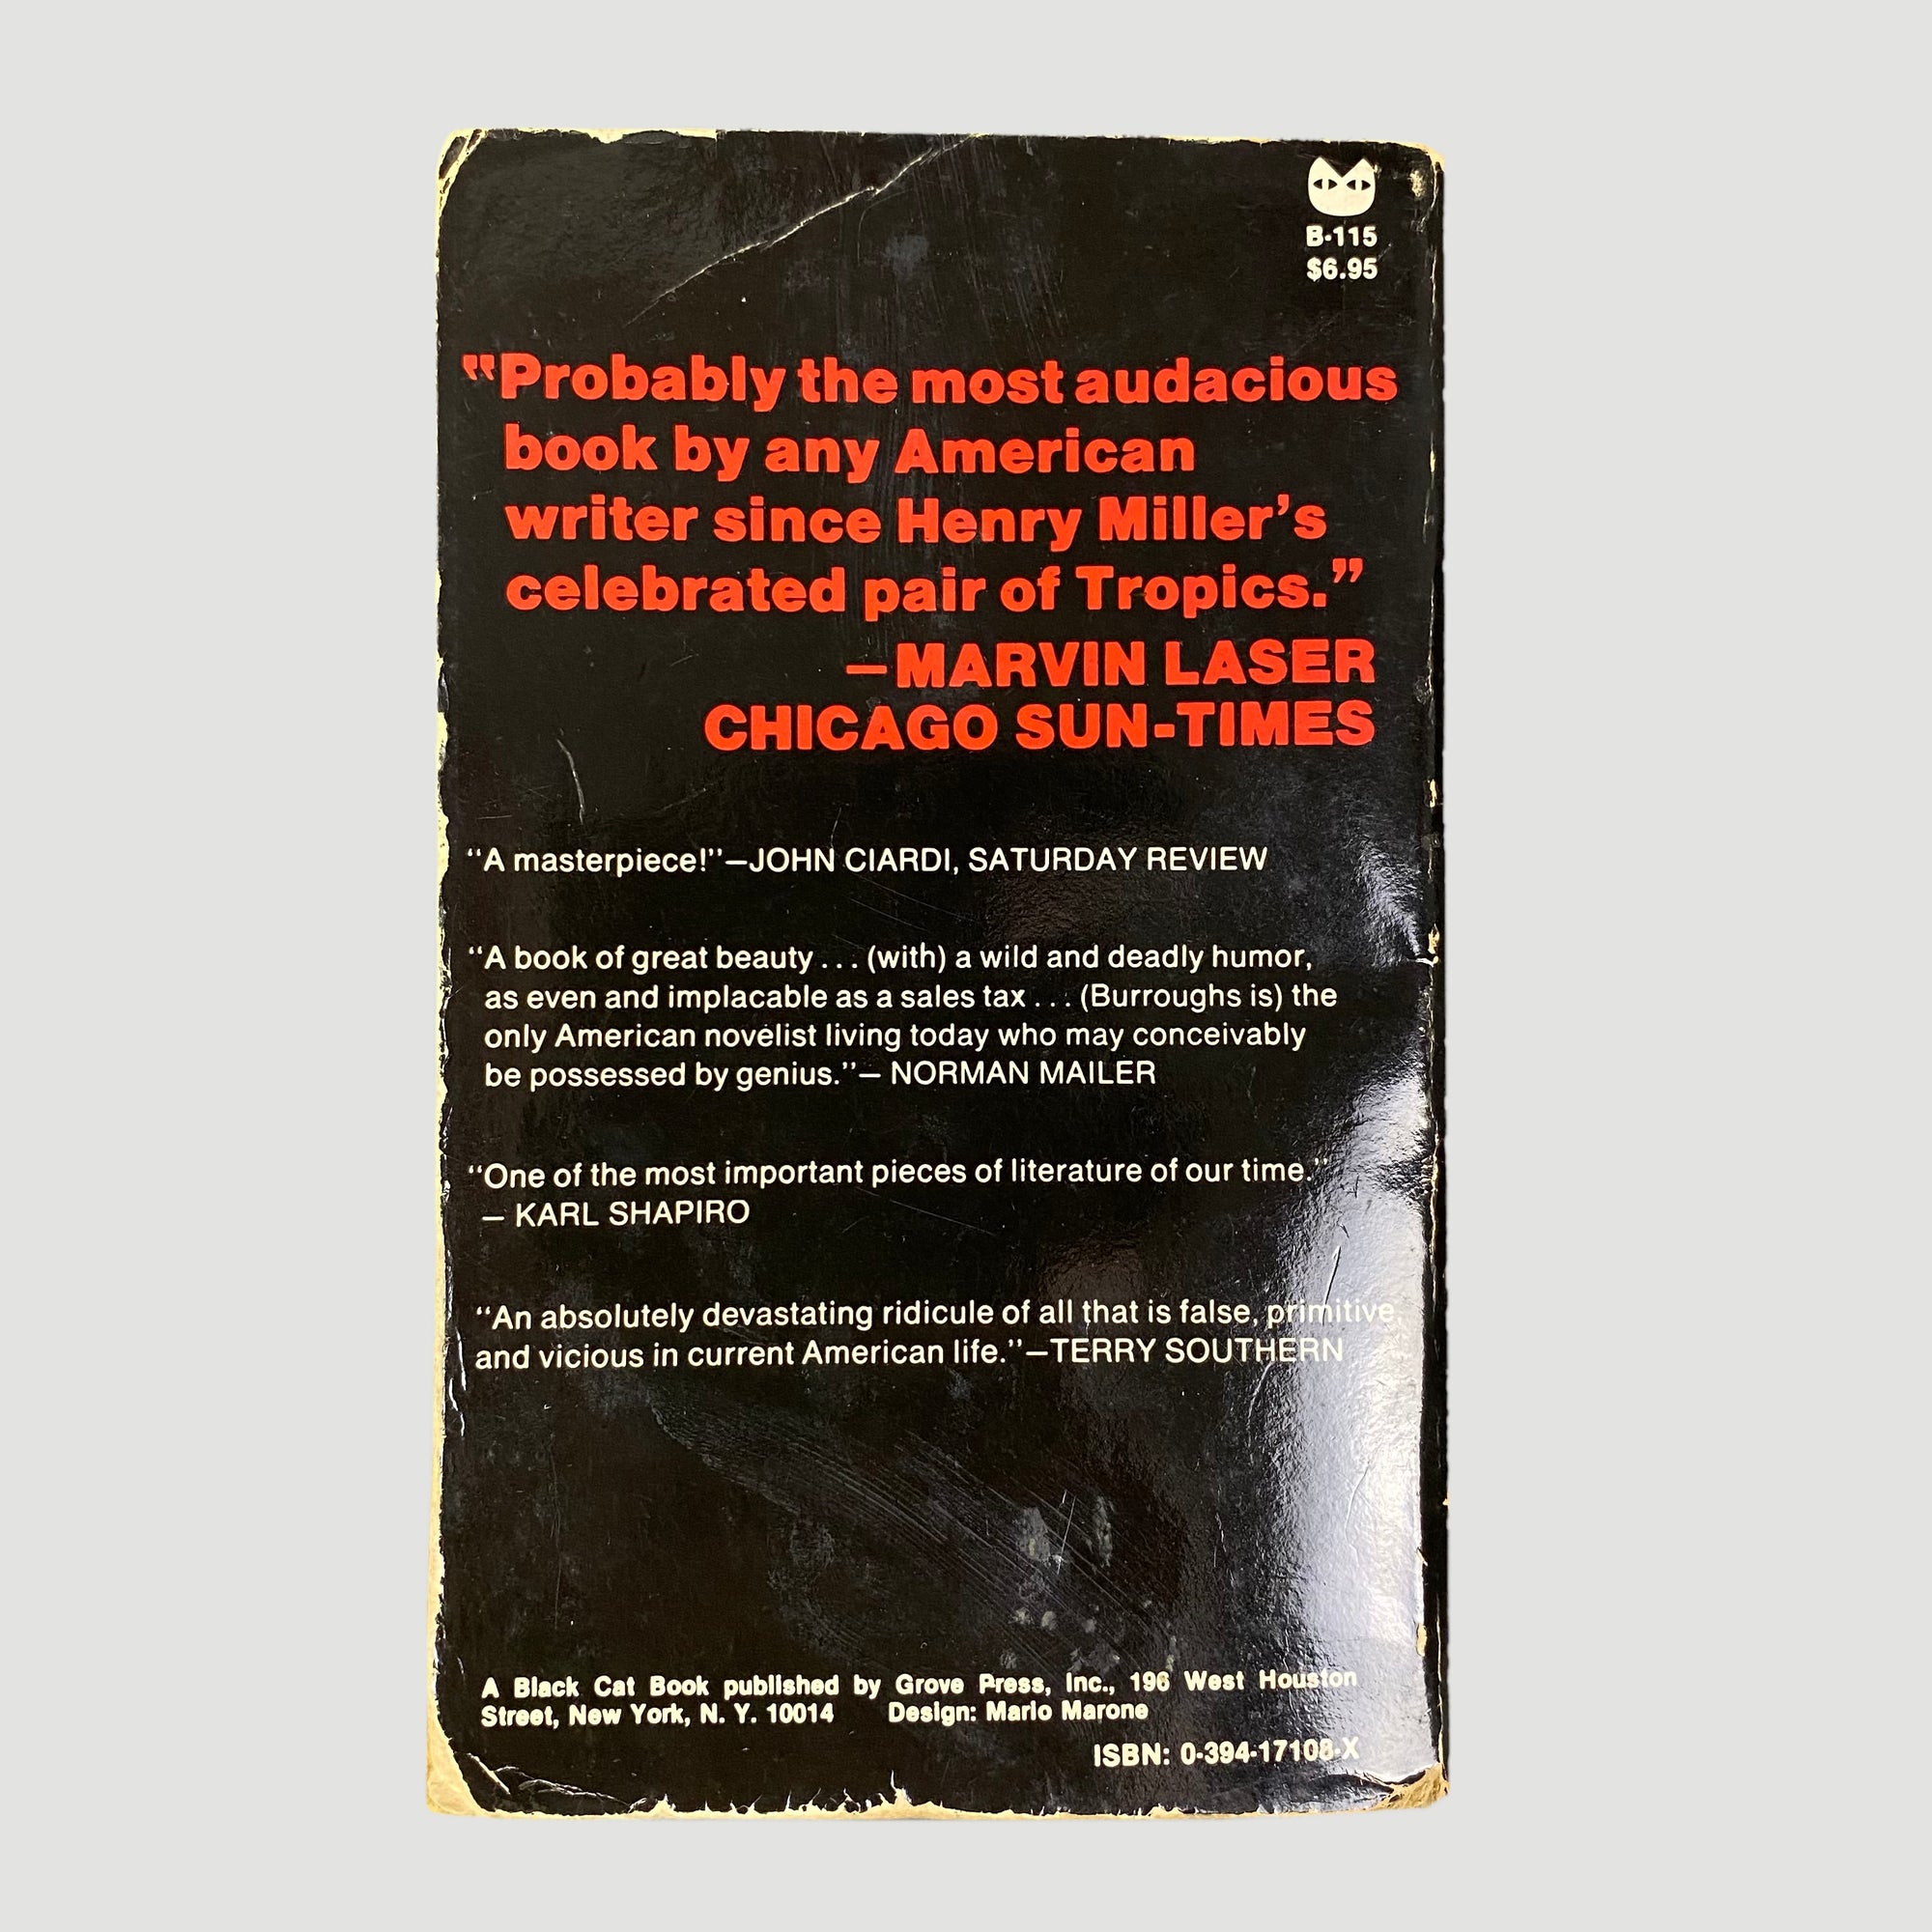 B-115
$6.95
"Probably the most audacious
book by any American
writer since Henry Miller's
celebrated pair of Tropics."
—MARVIN LASER
CHICAGO SUN-TIMES
"A masterpiece!"—JOHN CIARDI, SATURDAY REVIEW
"A book of great beauty . . . (with) a wild and deadly humor,
as even and implacable as a sales tax . . . (Burroughs is) the
only American novelist living today who may conceivably
be possessed by genius."— NORMAN MAILER
"One of the most important pieces of literature of our time."
— KARL SHAPIRO
"An absolutely devastating ridicule of all that is false, primitive,
and vicious in current American life."—TERRY SOUTHERN
A Black Cat Book published by Grove Press, Inc., 196 West Houston
Street, New York, N. Y. 10014 Design: Mario Marone
ISBN: 0-394-17108-X